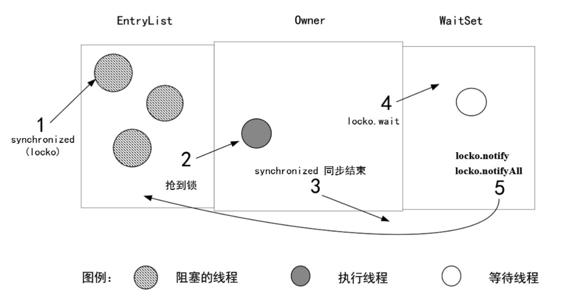 EntryList
Owner
WaitSet
1
synchronized
(locko)
2
抢到锁
synchronized 同步结束
3
4
locko.wait
locko.notify
locko.notifyAll
5
图例：
阻塞的线程
执行线程
等待线程